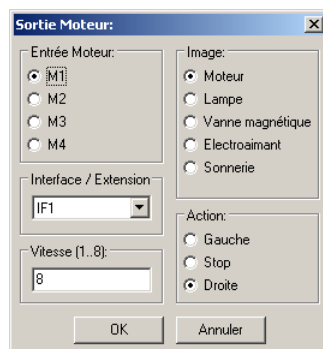 Sortie Moteur:
Entrée Moteur:
M1
M2
M3
M4
Interface / Extension
IF1
Vitesse (1..8):
8
Image:
Moteur
Lampe
Vanne magnétique
Electroaimant
Sonnerie
Action:
Gauche
Stop
Droite
OK
Annuler